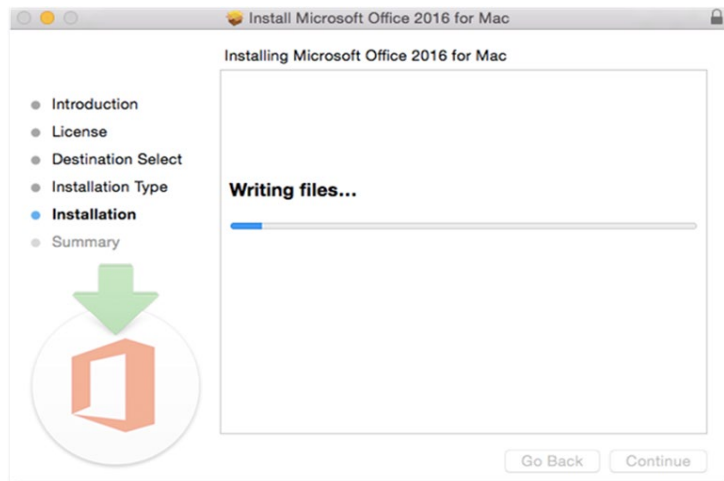 Install Microsoft Office 2016 for Mac
Installing Microsoft Office 2016 for Mac
Introduction
License
Destination Select
Installation Type
Installation
Summary
Writing files...
Go Back
Continue